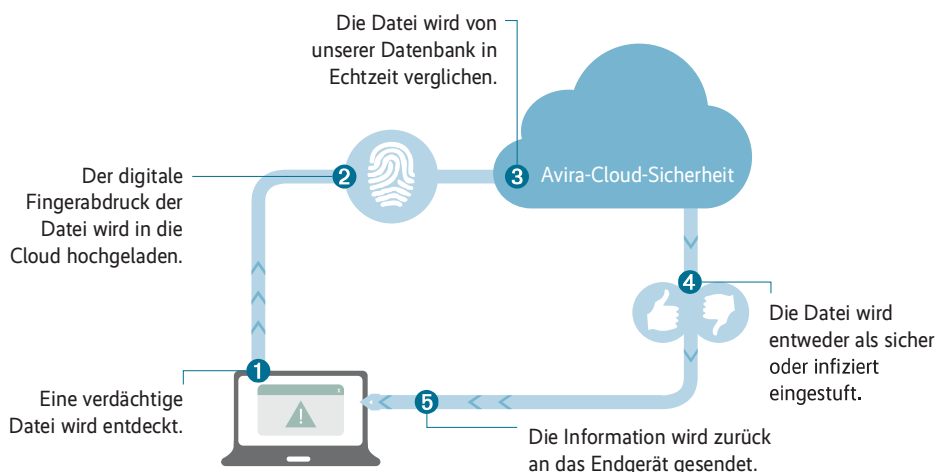 Die Datei wird von
unserer Datenbank in
Echtzeit verglichen.
2
3
Avira-Cloud-Sicherheit
Der digitale
Fingerabdruck der
Datei wird in die
Cloud hochgeladen.
4
Die Datei wird
entweder als sicher
oder infiziert
eingestuft.
1
Eine verdächtige
Datei wird entdeckt.
x
!
5
Die Information wird zurück
an das Endgerät gesendet.